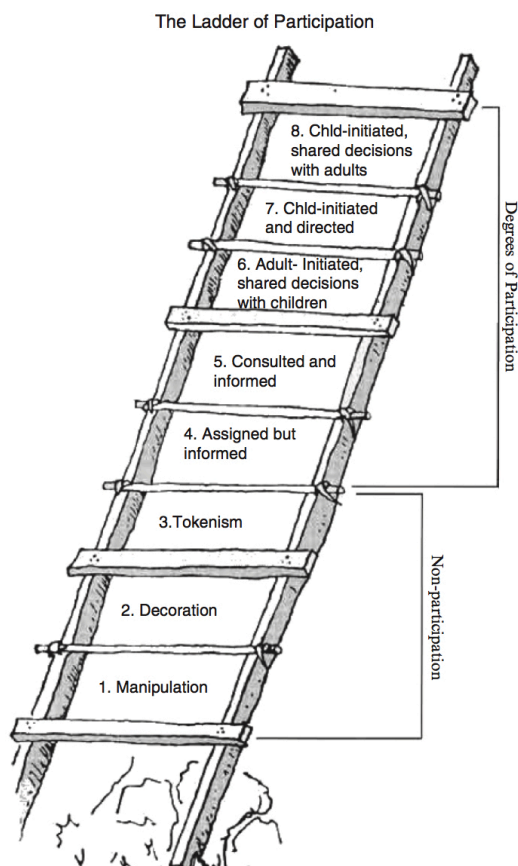 The Ladder of Participation
8. Chld-initiated,
shared decisions
with adults
7. Chld-initiated
and directed
6. Adult- Initiated,
shared decisions
with children
5. Consulted and
informed
4. Assigned but
informed
3.Tokenism
2. Decoration
1. Manipulation
Degrees of Participation
Non-participation